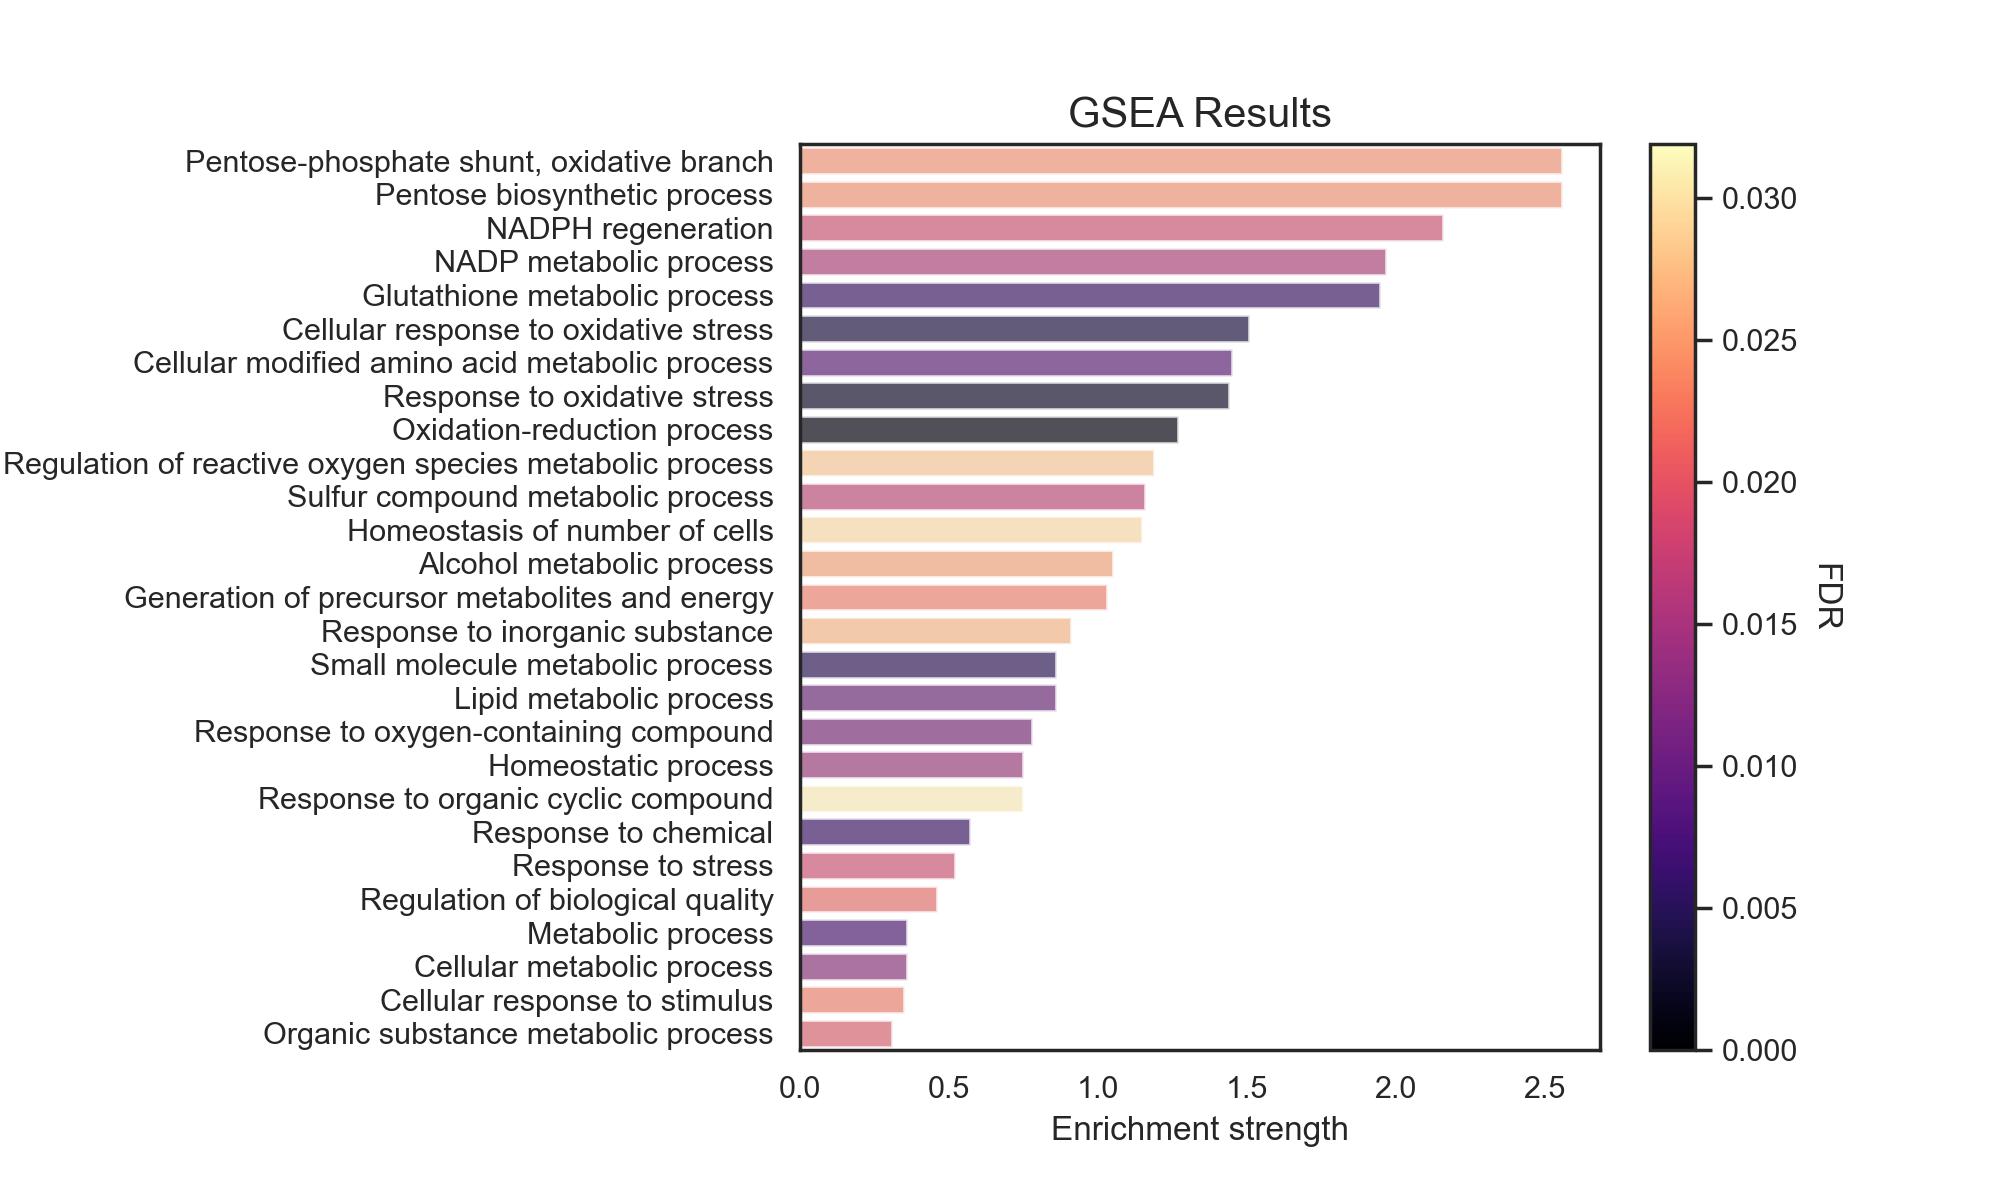 GSEA Results
Pentose-phosphate shunt, oxidative branch
Pentose biosynthetic process
NADPH regeneration
NADP metabolic process
Glutathione metabolic process
Cellular response to oxidative stress
Cellular modified amino acid metabolic process
Response to oxidative stress
Oxidation-reduction process
Regulation of reactive oxygen species metabolic process
Sulfur compound metabolic process
Homeostasis of number of cells
Alcohol metabolic process
Generation of precursor metabolites and energy
Response to inorganic substance
Small molecule metabolic process
Lipid metabolic process
Response to oxygen-containing compound
Homeostatic process
Response to organic cyclic compound
Response to chemical
Response to stress
Regulation of biological quality
Metabolic process
Cellular metabolic process
Cellular response to stimulus
Organic substance metabolic process
0.0 0.5 1.0 1.5 2.0 2.5
Enrichment strength
0.030
0.025
0.020
0.015
0.010
0.005
0.000
FDR